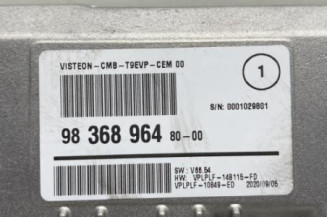 VISTEON-CMB-T9EVP-CEM 00
1
S/N: 0001029801
98 368 964 80-00
SW: V66.54
HW: VPLPLF-14B115-FD
VPLPLF-10849-ED 2020/09/05